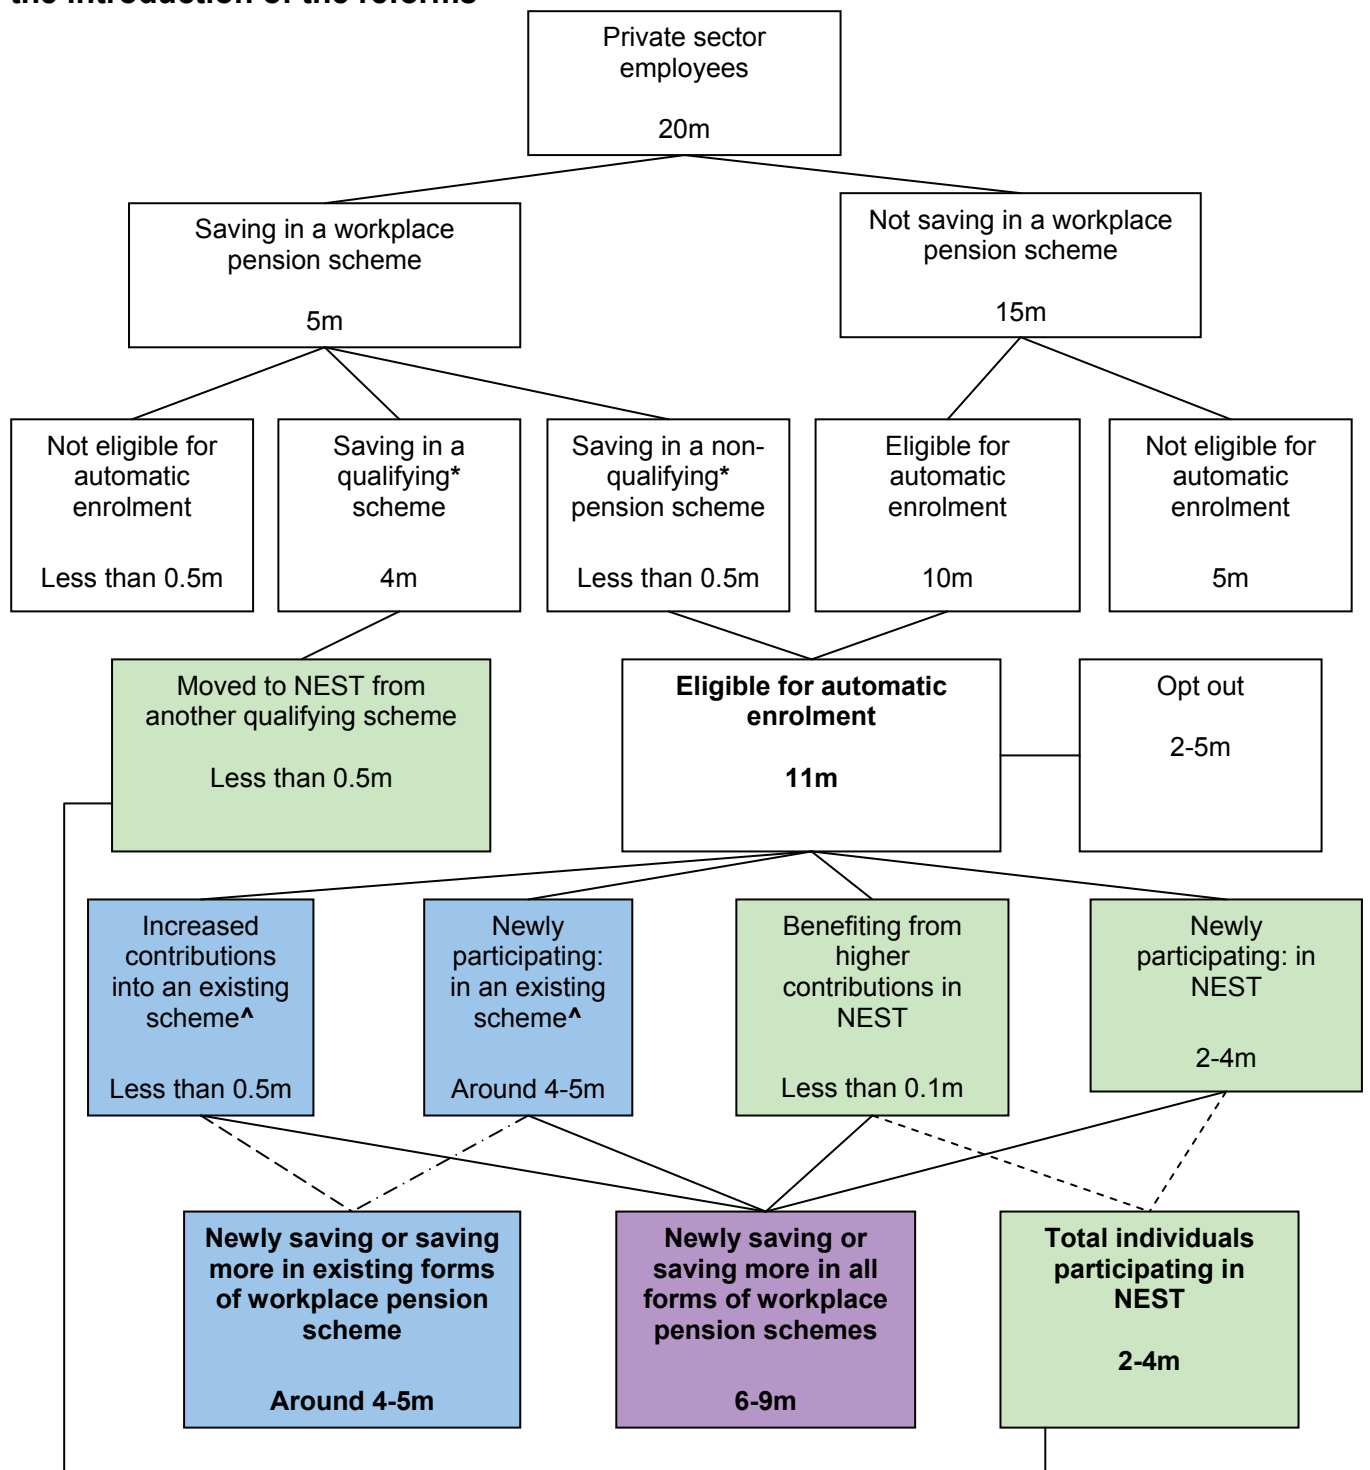 the introduction of the reforms
Private sector
employees
20m
Saving in a workplace
pension scheme
5m
Not saving in a workplace
pension scheme
15m
Not eligible for
automatic
enrolment
Less than 0.5m
Saving in a
qualifying*
scheme
4m
Saving in a non-
qualifying*
pension scheme
Less than 0.5m
Eligible for
automatic
enrolment
10m
Not eligible for
automatic
enrolment
5m
Moved to NEST from
another qualifying scheme
Less than 0.5m
Eligible for automatic
enrolment
11m
Opt out
2-5m
Increased
contributions
into an existing
scheme^
Less than 0.5m
Newly
participating:
in an existing
scheme^
Around 4-5m
Benefiting from
higher
contributions in
NEST
Less than 0.1m
Newly
participating: in
NEST
2-4m
Newly saving or saving
more in existing forms
of workplace pension
scheme
Around 4-5m
Newly saving or
saving more in all
forms of workplace
pension schemes
6-9m
Total individuals
participating in
NEST
2-4m